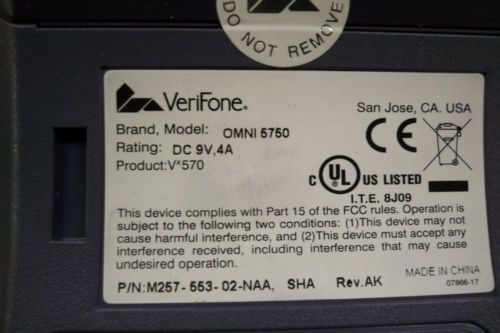 DO NOT REMOVE
VeriFone®
San Jose, CA. USA
Brand, Model: OMNI 5750
Rating: DC 9V,4A
Product:Vx570
CE
C UL US LISTED
®
I.T.E. 8J09
This device complies with Part 15 of the FCC rules. Operation is
subject to the following two conditions: (1)This device may not
cause harmful interference, and (2)This device must accept any
interference received, including interference that may cause
undesired operation.
MADE IN CHINA
07866-17
P/N:M257-553-02-NAA, SHA Rev.AK